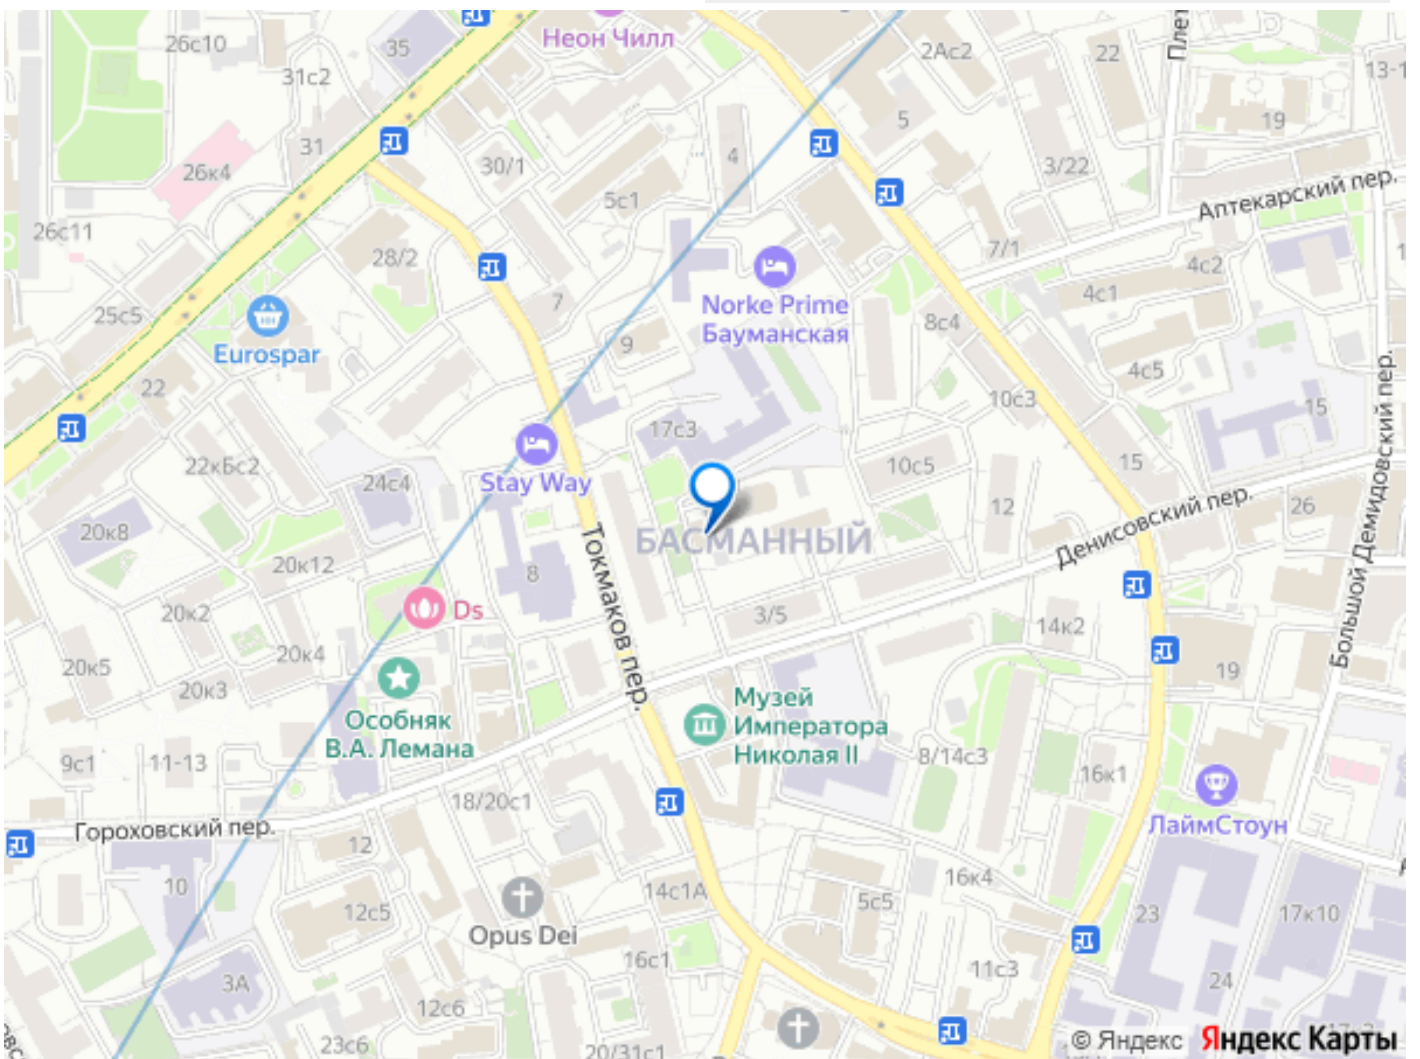 26с10
35
Неон Чилл
2Ас2
22
13-1
31с2
31
26к4
30/1
4
5
19
3/22
5с1
Аптекарский пер.
26с11
28/2
7/1
4с2
7
Norke Prime
Бауманская
4с1
25с5
Eurospar
9
8с4
4с5
22
10с3
15
17с3
22кБс2
24с4
Stay Way
10с5
15
12
26
Денисовский пер.
20к8
БАСМАННЫЙ
Токмаков пер.
Большой Демидовский пер.
20к12
8
20к2
Ds
3/5
14к2
20к5
20к4
20к3
19
Особняк
В.А. Лемана
Музей
Императора
Николая II
9с1
11-13
8/14с3
16к1
18/20с1
ЛаймСтоун
Гороховский пер.
12
10
14с1А
16к4
12с5
5с5
23
17к10
Opus Dei
16с1
11с3
3А
24
12с6
23с6
20/31с1
© Яндекс
Яндекс Карты